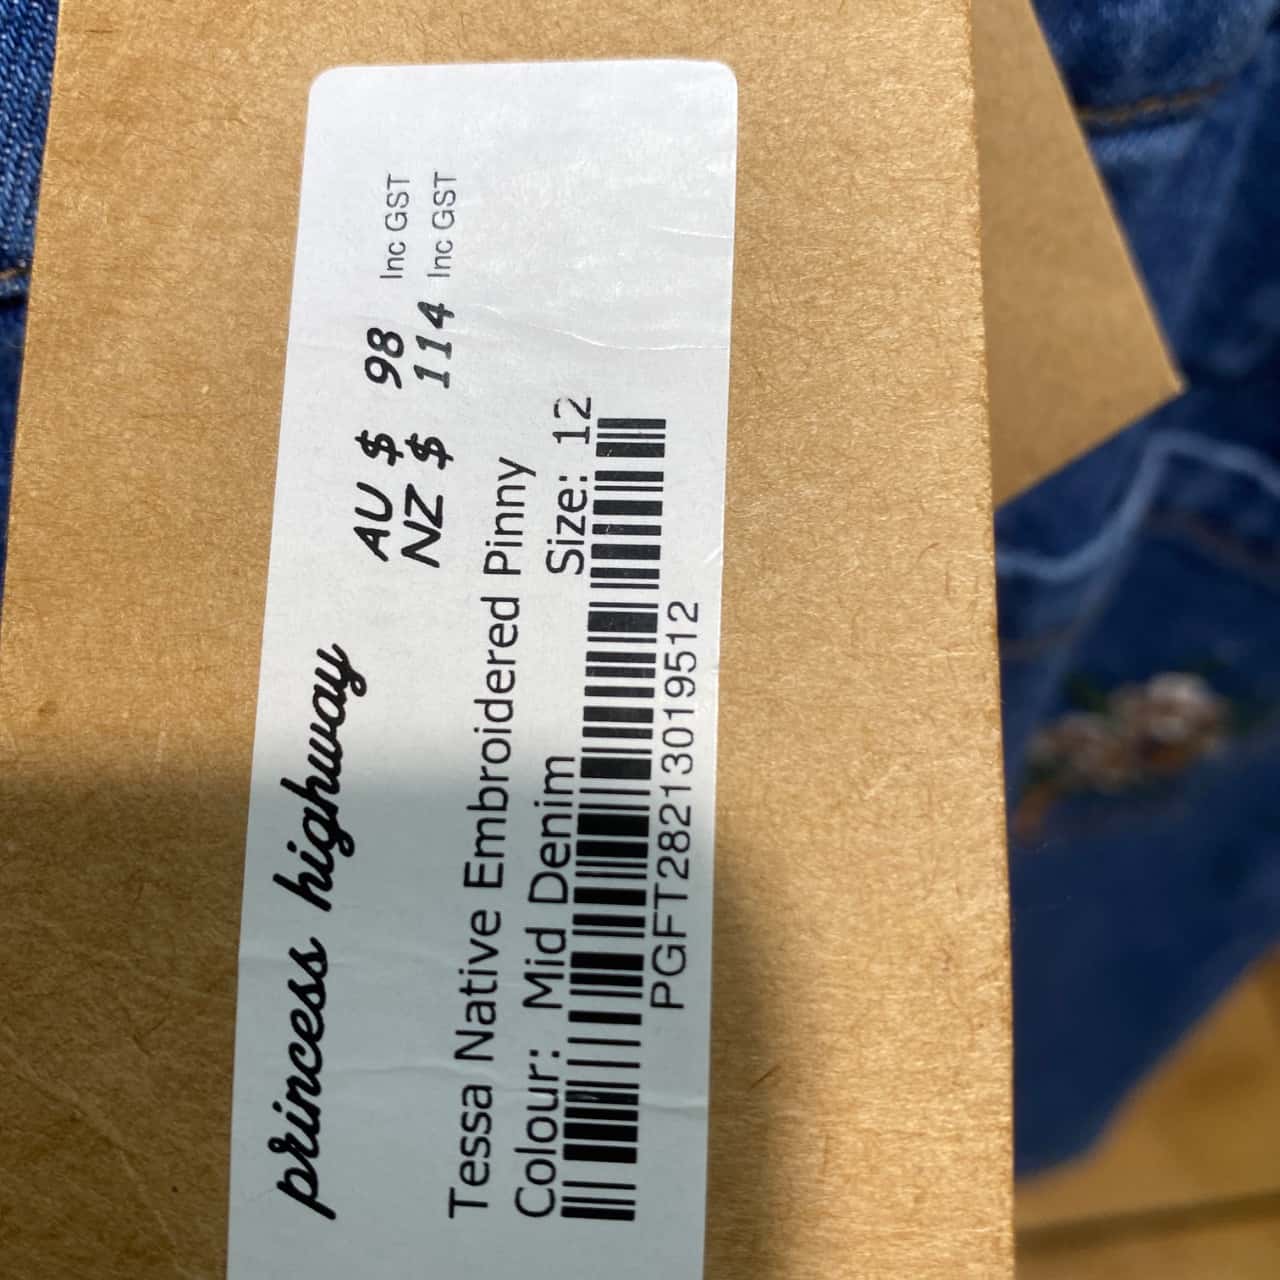 princess highway
AU $ 98 Inc GST
NZ $ 114 Inc GST
Tessa Native Embroidered Pinny
Colour: Mid Denim Size: 12
PGFT28213019512